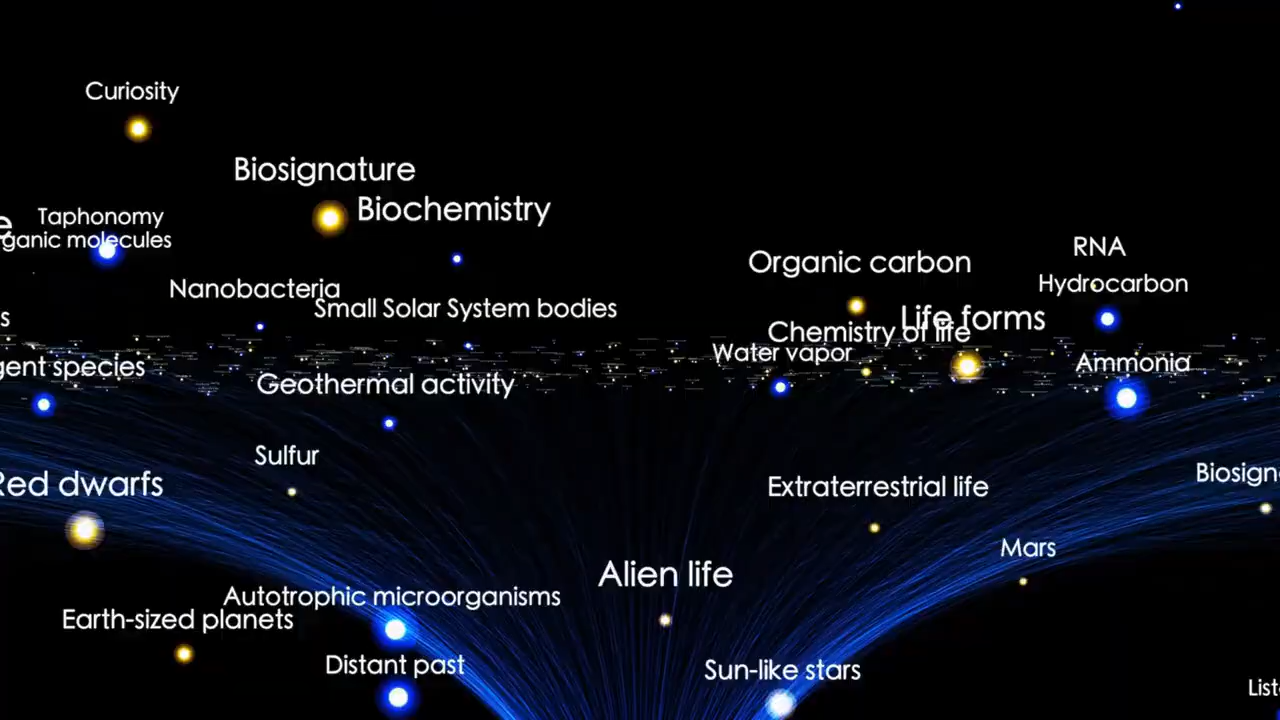 Curiosity
Biosignature
Biochemistry
Taphonomy
ganic molecules
RNA
Organic carbon
Hydrocarbon
Nanobacteria
Small Solar System bodies
Life forms
Chemistry of life
Water vapor
Ammonia
gent species
Geothermal activity
Sulfur
Red dwarfs
Extraterrestrial life
Biosign
Mars
Alien life
Autotrophic microorganisms
Earth-sized planets
Distant past
Sun-like stars
List